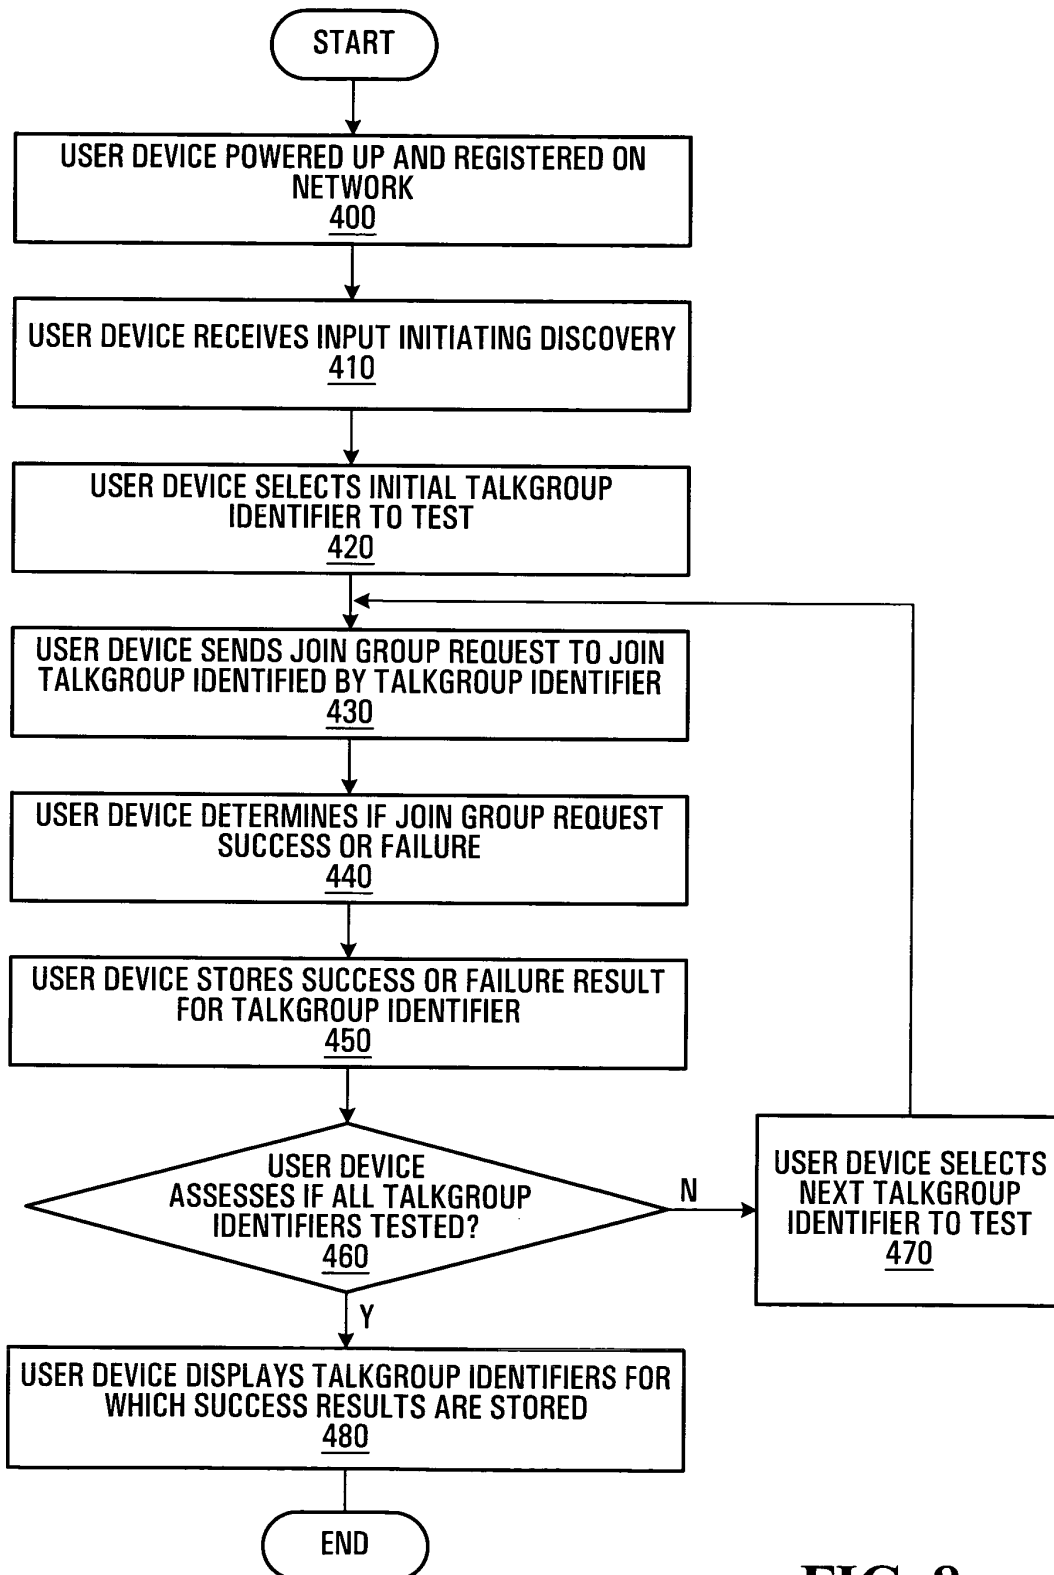 START
USER DEVICE POWERED UP AND REGISTERED ON
NETWORK
400
USER DEVICE RECEIVES INPUT INITIATING DISCOVERY
410
USER DEVICE SELECTS INITIAL TALKGROUP
IDENTIFIER TO TEST
420
USER DEVICE SENDS JOIN GROUP REQUEST TO JOIN
TALKGROUP IDENTIFIED BY TALKGROUP IDENTIFIER
430
USER DEVICE DETERMINES IF JOIN GROUP REQUEST
SUCCESS OR FAILURE
440
USER DEVICE STORES SUCCESS OR FAILURE RESULT
FOR TALKGROUP IDENTIFIER
450
USER DEVICE
ASSESSES IF ALL TALKGROUP
IDENTIFIERS TESTED?
460
N
USER DEVICE SELECTS
NEXT TALKGROUP
IDENTIFIER TO TEST
470
Y
USER DEVICE DISPLAYS TALKGROUP IDENTIFIERS FOR
WHICH SUCCESS RESULTS ARE STORED
480
END